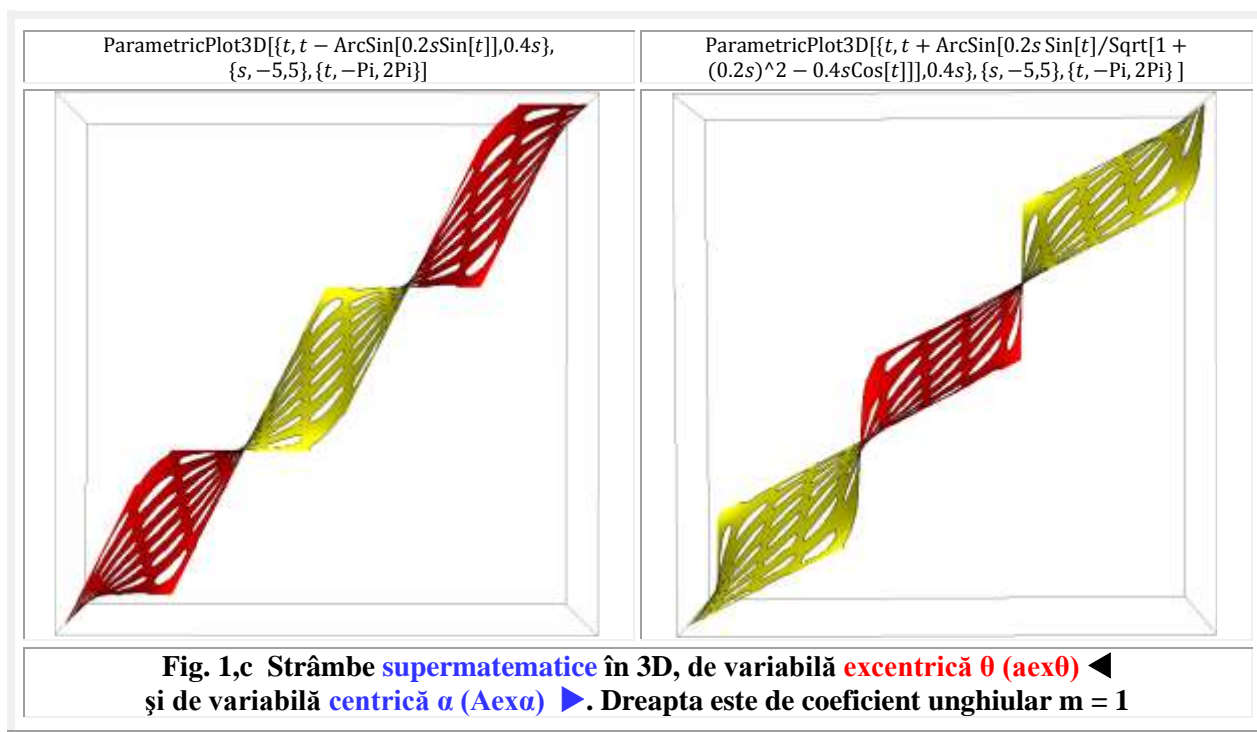 ParametricPlot3D[{t, t − ArcSin[0.2sSin[t]],0.4s},
{s, −5,5}, {t, −Pi, 2Pi}]
ParametricPlot3D[{t, t + ArcSin[0.2s Sin[t]/Sqrt[1 +
(0.2s)^2 − 0.4sCos[t]]],0.4s}, {s, −5,5}, {t, −Pi, 2Pi} ]
Fig. 1,c Strâmbe supermatematice în 3D, de variabilă excentrică θ (aexθ) ◀
şi de variabilă centrică α (Aexα) ▶. Dreapta este de coeficient unghiular m = 1